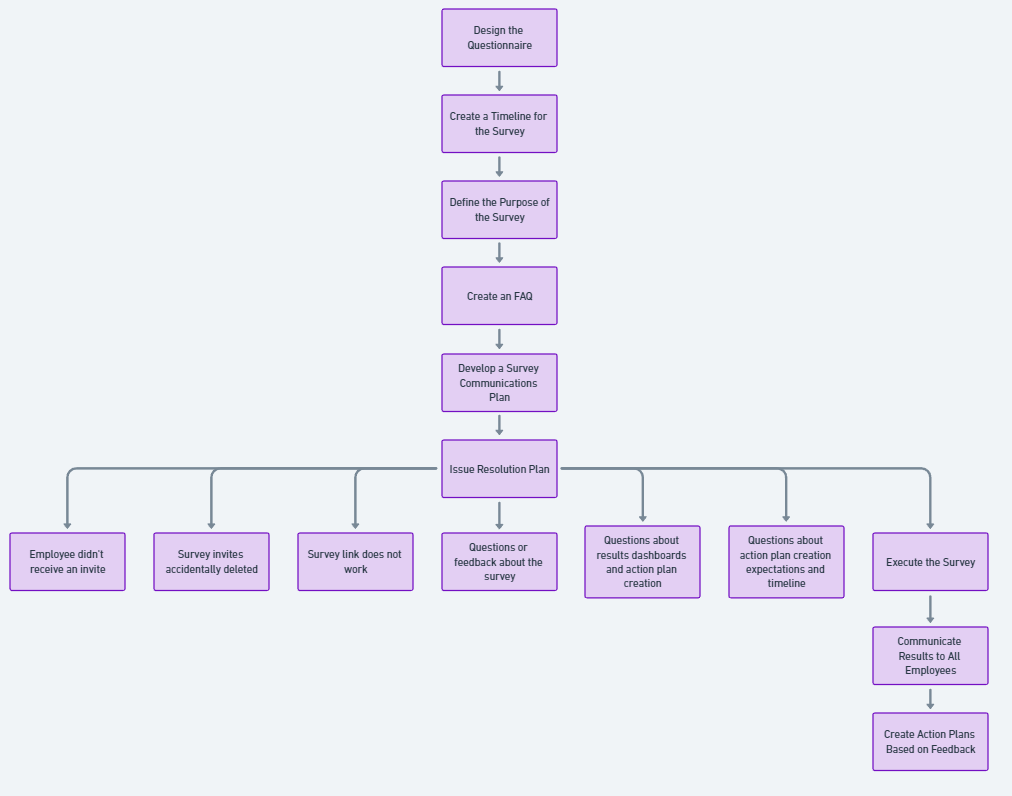 Design the
Questionnaire
Create a Timeline for
the Survey
Define the Purpose of
the Survey
Create an FAQ
Develop a Survey
Communications
Plan
Issue Resolution Plan
Employee didn't
receive an invite
Survey invites
accidentally deleted
Survey link does not
work
Questions or
feedback about the
survey
Questions about
results dashboards
and action plan
creation
Questions about
action plan creation
expectations and
timeline
Execute the Survey
Communicate
Results to All
Employees
Create Action Plans
Based on Feedback